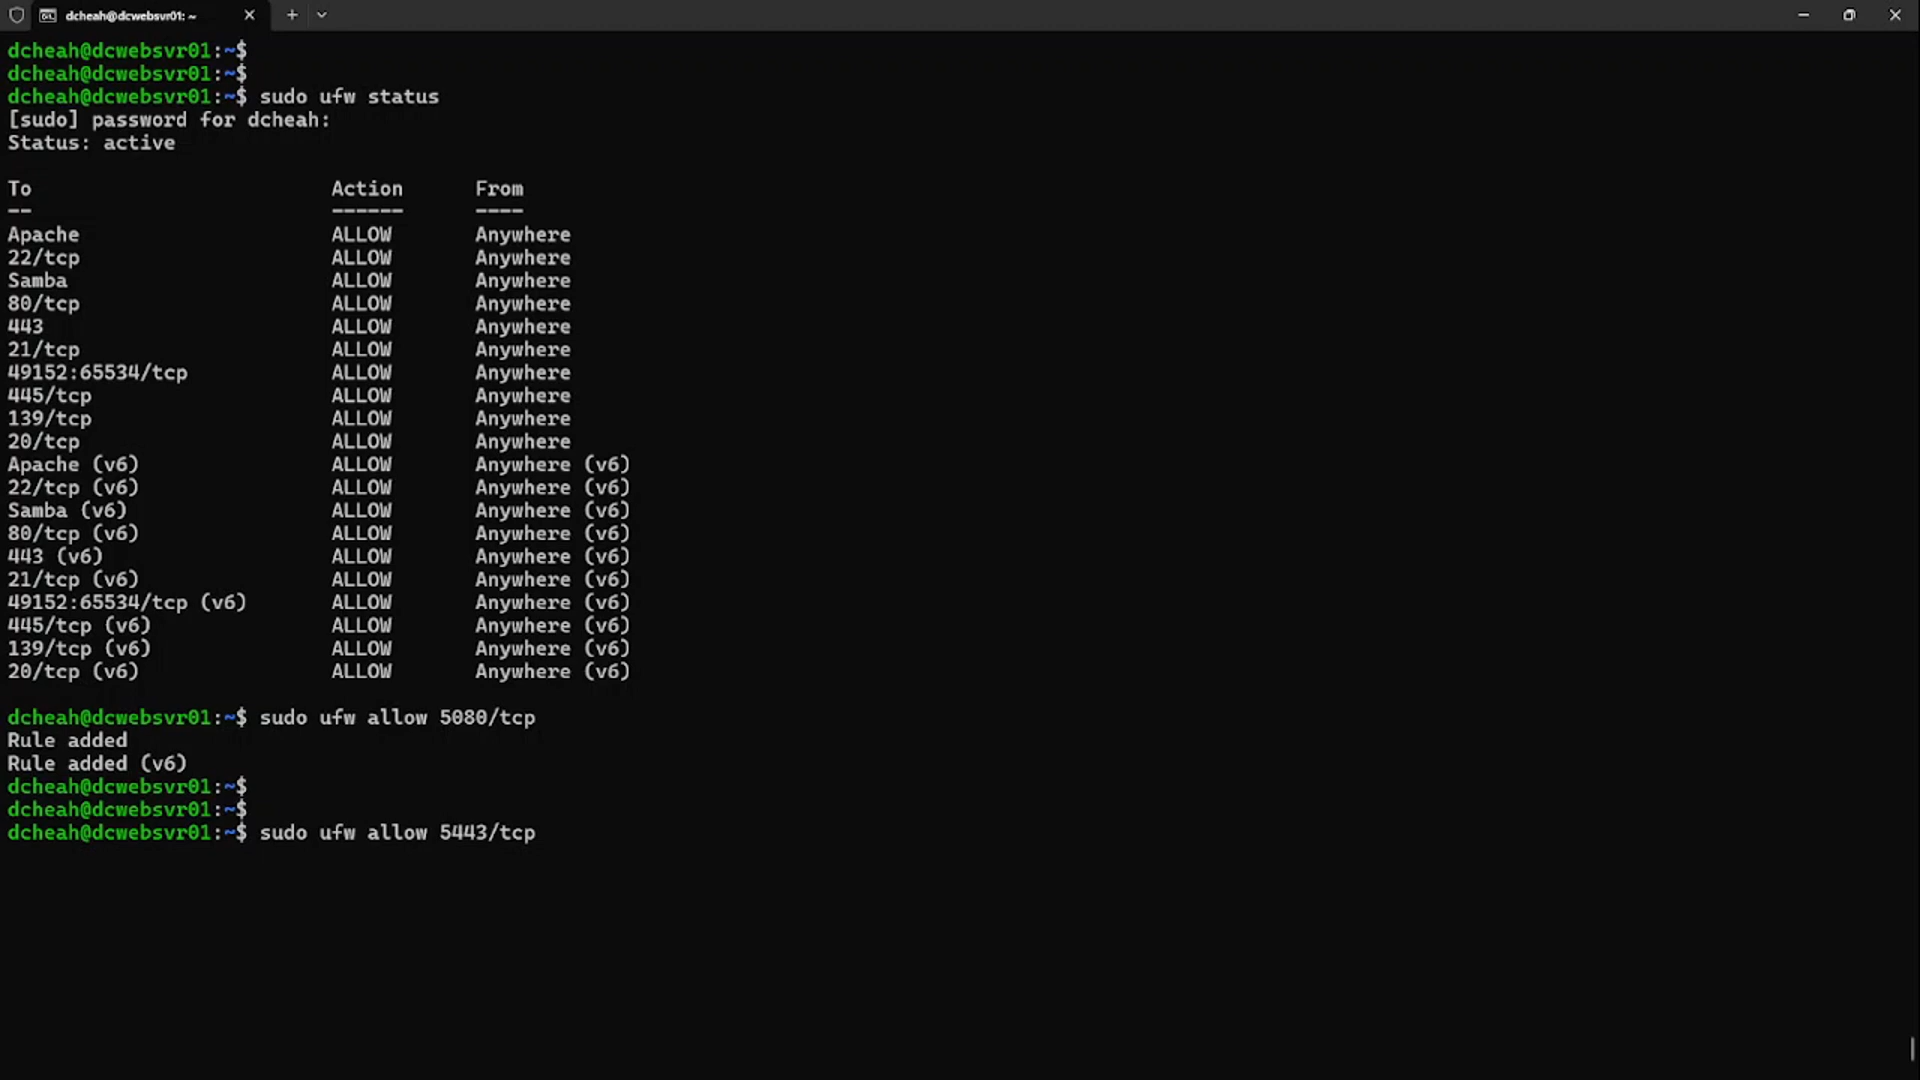 dcheah@dcwebsvr01: ~
dcheah@dcwebsvr01:~$
dcheah@dcwebsvr01:~$
dcheah@dcwebsvr01:~$ sudo ufw status
[sudo] password for dcheah:
Status: active
To Action From
-- ------ ----
Apache ALLOW Anywhere
22/tcp ALLOW Anywhere
Samba ALLOW Anywhere
80/tcp ALLOW Anywhere
443 ALLOW Anywhere
21/tcp ALLOW Anywhere
49152:65534/tcp ALLOW Anywhere
445/tcp ALLOW Anywhere
139/tcp ALLOW Anywhere
20/tcp ALLOW Anywhere
Apache (v6) ALLOW Anywhere (v6)
22/tcp (v6) ALLOW Anywhere (v6)
Samba (v6) ALLOW Anywhere (v6)
80/tcp (v6) ALLOW Anywhere (v6)
443 (v6) ALLOW Anywhere (v6)
21/tcp (v6) ALLOW Anywhere (v6)
49152:65534/tcp (v6) ALLOW Anywhere (v6)
445/tcp (v6) ALLOW Anywhere (v6)
139/tcp (v6) ALLOW Anywhere (v6)
20/tcp (v6) ALLOW Anywhere (v6)
dcheah@dcwebsvr01:~$ sudo ufw allow 5080/tcp
Rule added
Rule added (v6)
dcheah@dcwebsvr01:~$
dcheah@dcwebsvr01:~$
dcheah@dcwebsvr01:~$ sudo ufw allow 5443/tcp